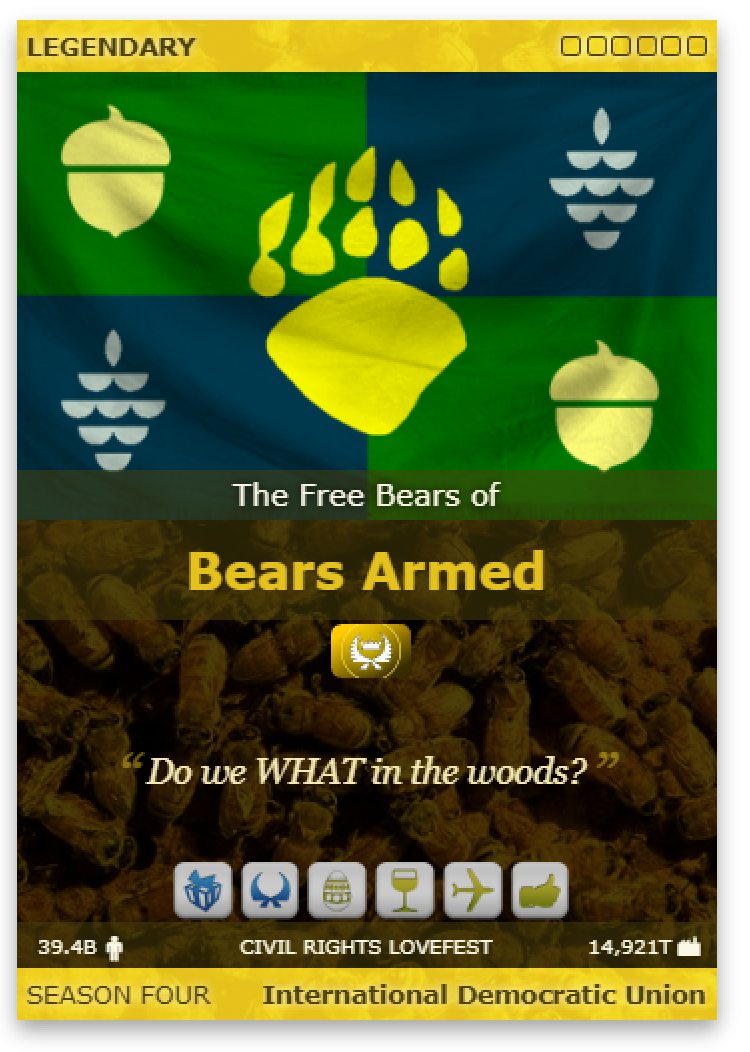 LEGENDARY
The Free Bears of
Bears Armed
“Do we WHAT in the woods?”
39.4B CIVIL RIGHTS LOVEFEST 14,921T
SEASON FOUR International Democratic Union